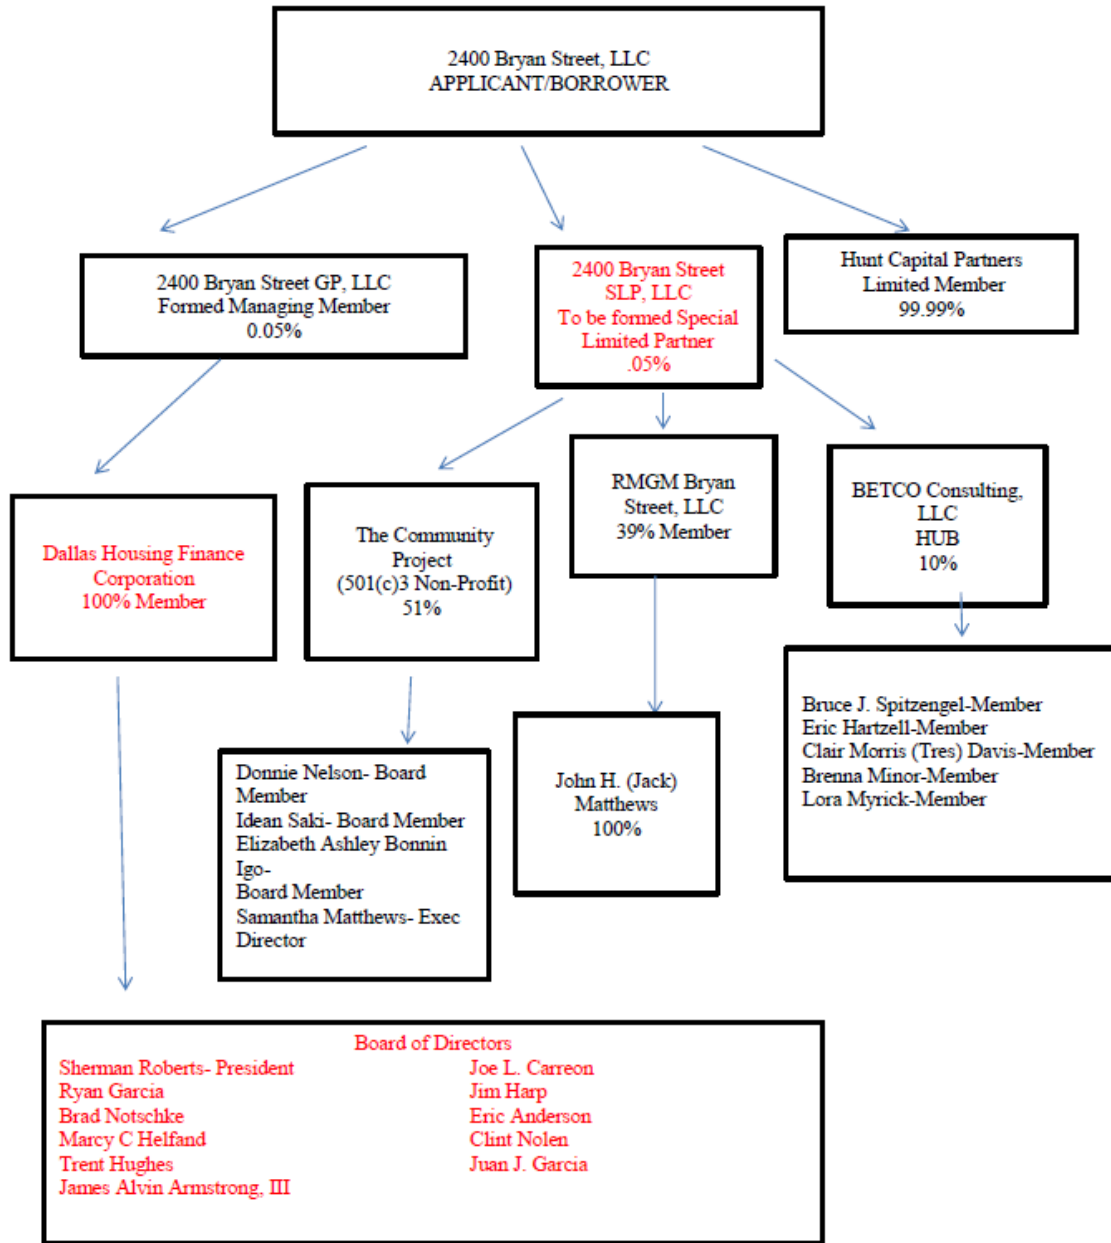 2400 Bryan Street, LLC
APPLICANT/BORROWER
2400 Bryan Street GP, LLC
Formed Managing Member
0.05%
2400 Bryan Street
SLP, LLC
To be formed Special
Limited Partner
.05%
Hunt Capital Partners
Limited Member
99.99%
Dallas Housing Finance
Corporation
100% Member
The Community
Project
(501(c)3 Non-Profit)
51%
RMGM Bryan
Street, LLC
39% Member
BETCO Consulting,
LLC
HUB
10%
Donnie Nelson- Board
Member
Idean Saki- Board Member
Elizabeth Ashley Bonnin
Igo-
Board Member
Samantha Matthews- Exec
Director
John H. (Jack)
Matthews
100%
Bruce J. Spitzengel-Member
Eric Hartzell-Member
Clair Morris (Tres) Davis-Member
Brenna Minor-Member
Lora Myrick-Member
Board of Directors
Sherman Roberts- President
Ryan Garcia
Brad Notschke
Marcy C Helfand
Trent Hughes
James Alvin Armstrong, III
Joe L. Carreon
Jim Harp
Eric Anderson
Clint Nolen
Juan J. Garcia